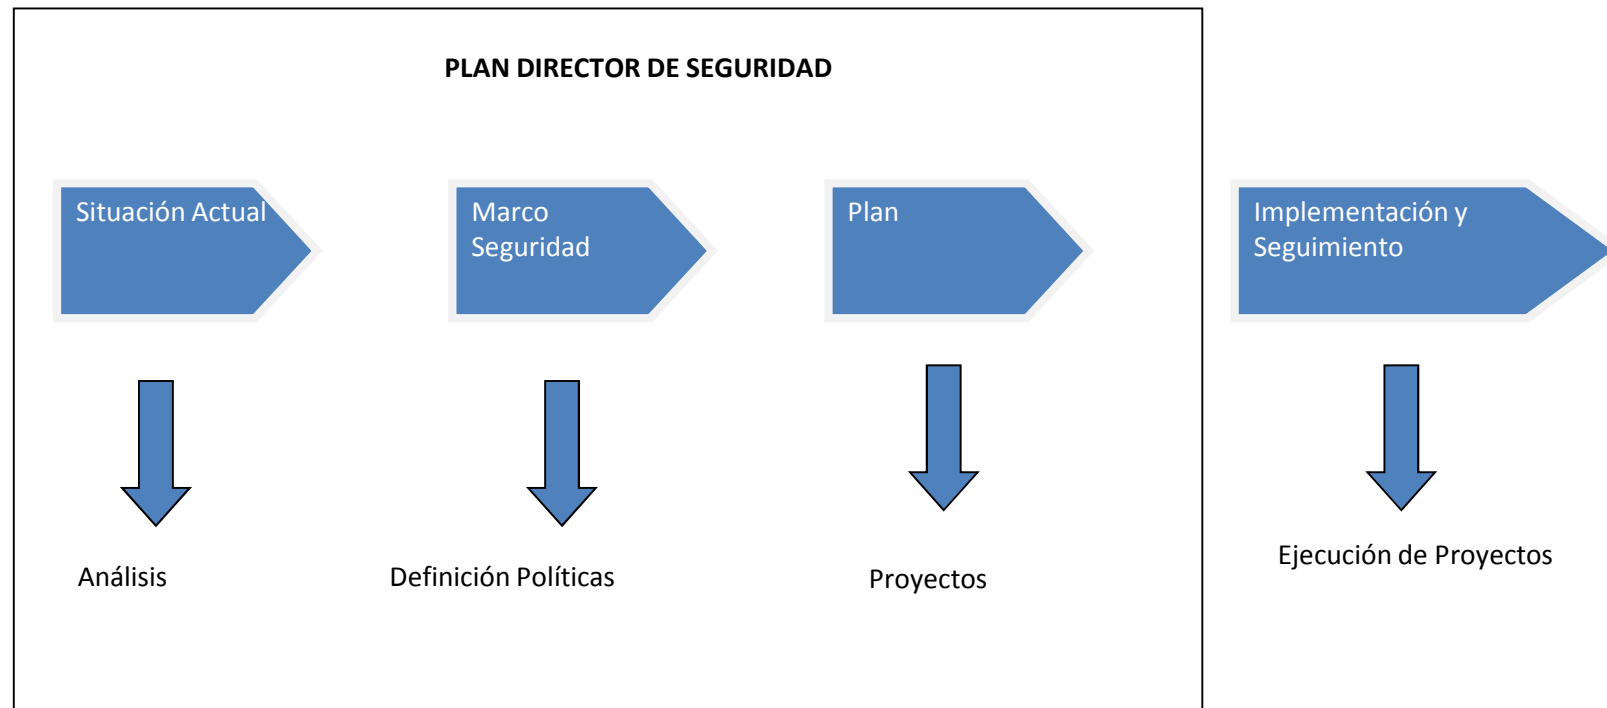 PLAN DIRECTOR DE SEGURIDAD
Situación Actual
Marco
Seguridad
Plan
Implementación y
Seguimiento
Análisis
Definición Políticas
Proyectos
Ejecución de Proyectos